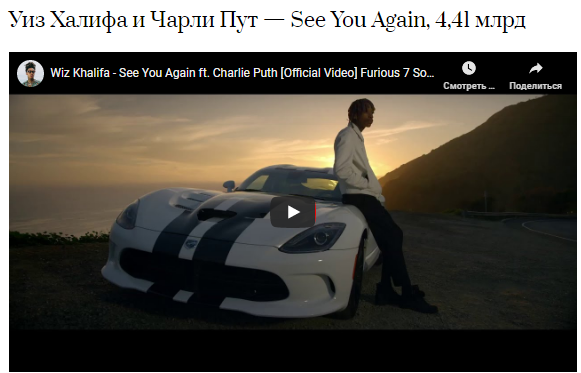 Уиз Халифа и Чарли Пут — See You Again, 4,41 млрд
Wiz Khalifa - See You Again ft. Charlie Puth [Official Video] Furious 7 So...
Смотреть ...
Поделиться